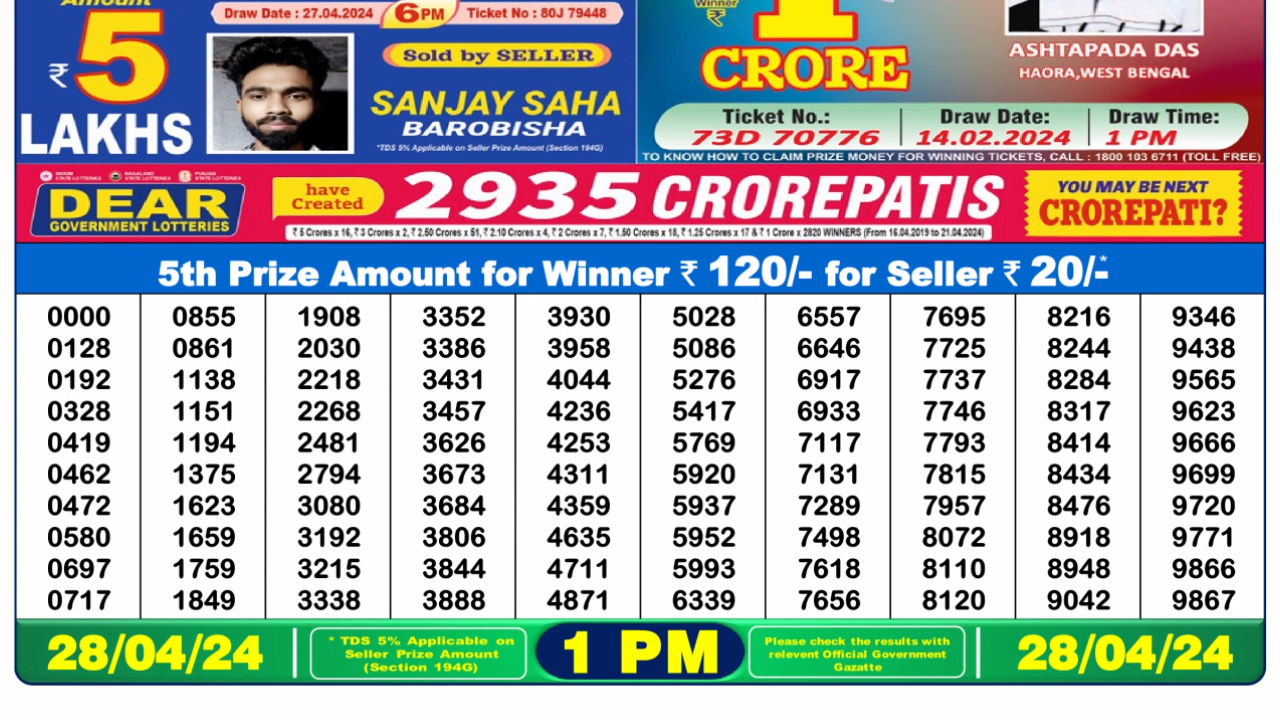 Amount
₹ 5
LAKHS
Draw Date : 27.04.2024 6PM Ticket No : 80J 79448
Sold by SELLER
SANJAY SAHA
BAROBISHA
*TDS 5% Applicable on Seller Prize Amount (Section 194G)
Winner
₹
1
CRORE
ASHTAPADA DAS
HAORA,WEST BENGAL
Ticket No.: Draw Date: Draw Time:
73D 70776 14.02.2024 1 PM
TO KNOW HOW TO CLAIM PRIZE MONEY FOR WINNING TICKETS, CALL : 1800 103 6711 (TOLL FREE)
SIKKIM STATE LOTTERIES NAGALAND STATE LOTTERIES PUNJAB STATE LOTTERIES
DEAR
GOVERNMENT LOTTERIES
have
Created
2935 CROREPATIS
₹ 5 Crores x 16, ₹ 3 Crores x 2, ₹ 2.50 Crores x 51, ₹ 2.10 Crores x 4, ₹ 2 Crores x 7, ₹ 1.50 Crores x 18, ₹ 1.25 Crores x 17 & ₹ 1 Crore x 2820 WINNERS (From 16.04.2019 to 21.04.2024)
YOU MAY BE NEXT
CROREPATI?
5th Prize Amount for Winner ₹ 120/- for Seller ₹ 20/-*
0000 0855 1908 3352 3930 5028 6557 7695 8216 9346
0128 0861 2030 3386 3958 5086 6646 7725 8244 9438
0192 1138 2218 3431 4044 5276 6917 7737 8284 9565
0328 1151 2268 3457 4236 5417 6933 7746 8317 9623
0419 1194 2481 3626 4253 5769 7117 7793 8414 9666
0462 1375 2794 3673 4311 5920 7131 7815 8434 9699
0472 1623 3080 3684 4359 5937 7289 7957 8476 9720
0580 1659 3192 3806 4635 5952 7498 8072 8918 9771
0697 1759 3215 3844 4711 5993 7618 8110 8948 9866
0717 1849 3338 3888 4871 6339 7656 8120 9042 9867
28/04/24
* TDS 5% Applicable on
Seller Prize Amount
(Section 194G)
1 PM
Please check the results with
relevent Official Government
Gazatte
28/04/24